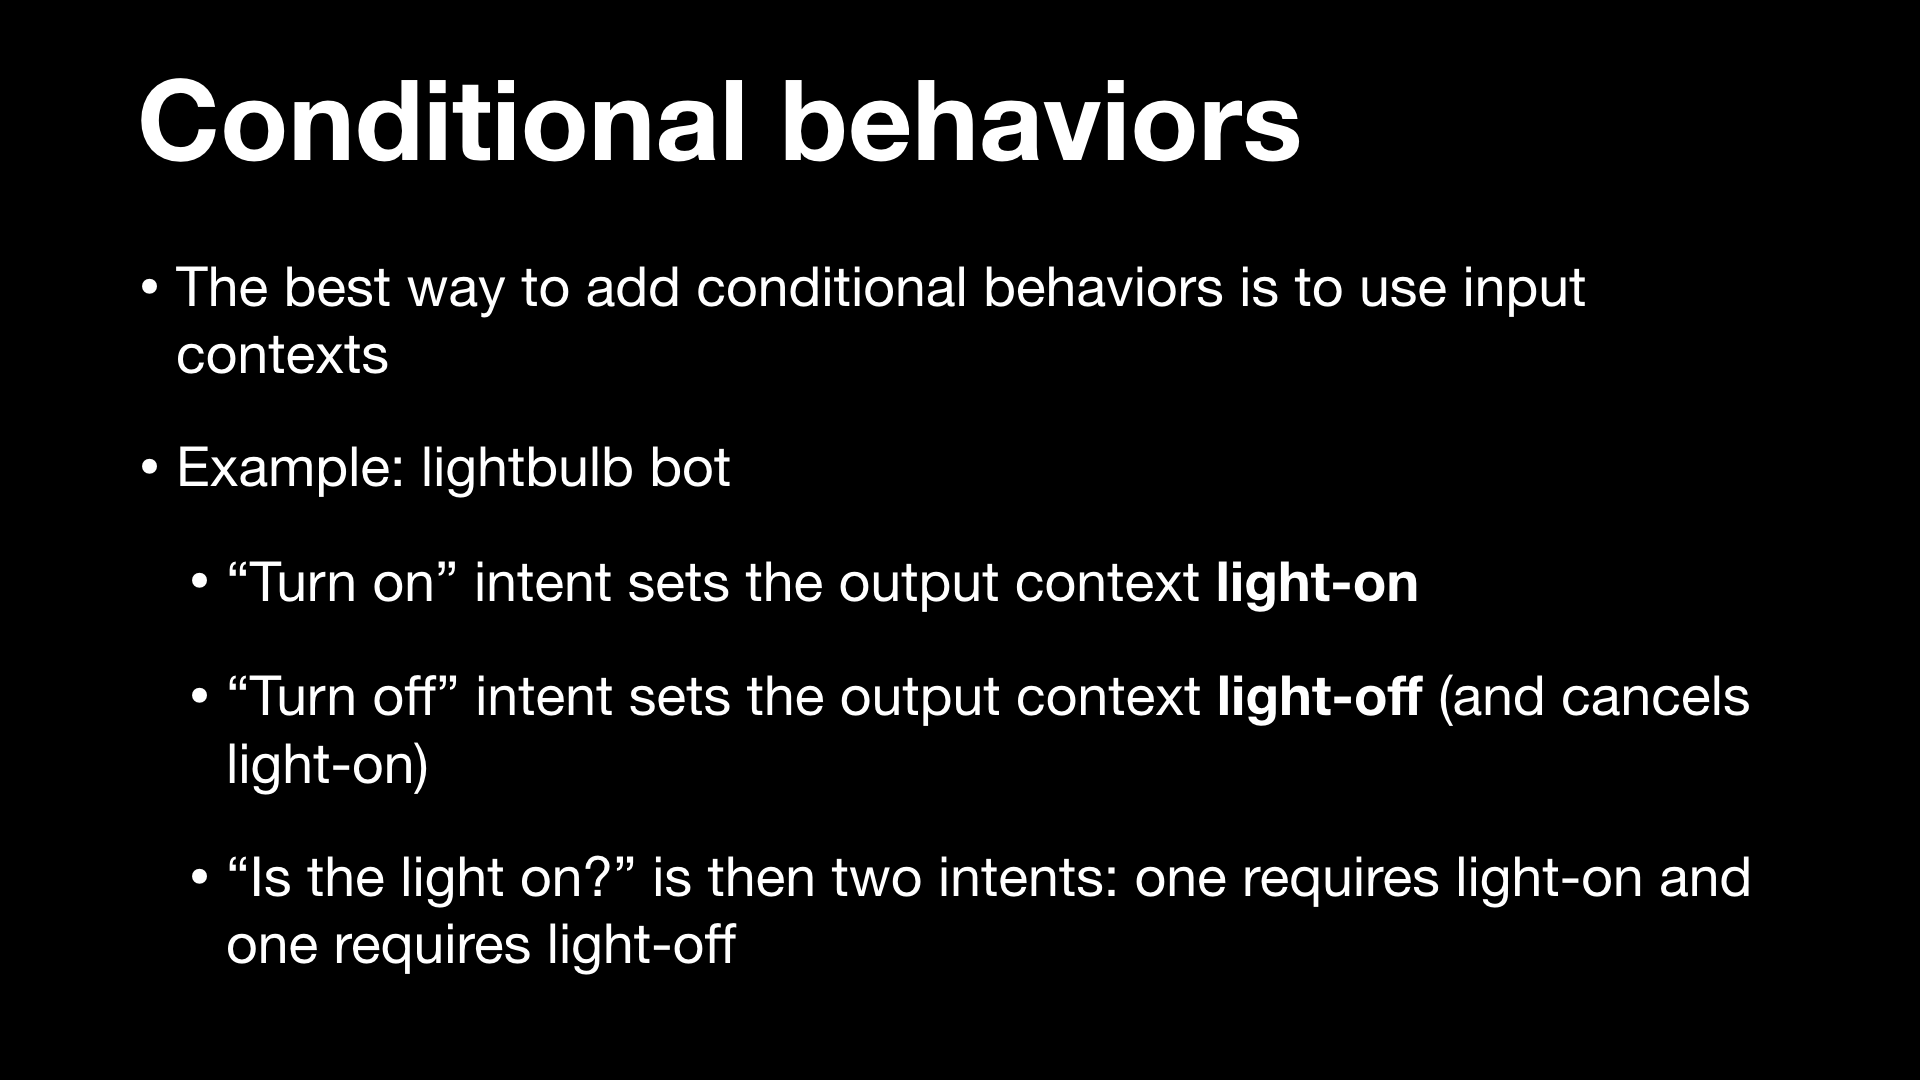 Conditional behaviors
• The best way to add conditional behaviors is to use input
contexts
• Example: lightbulb bot
• “Turn on” intent sets the output context light-on
• “Turn off” intent sets the output context light-off (and cancels
light-on)
• “Is the light on?” is then two intents: one requires light-on and
one requires light-off